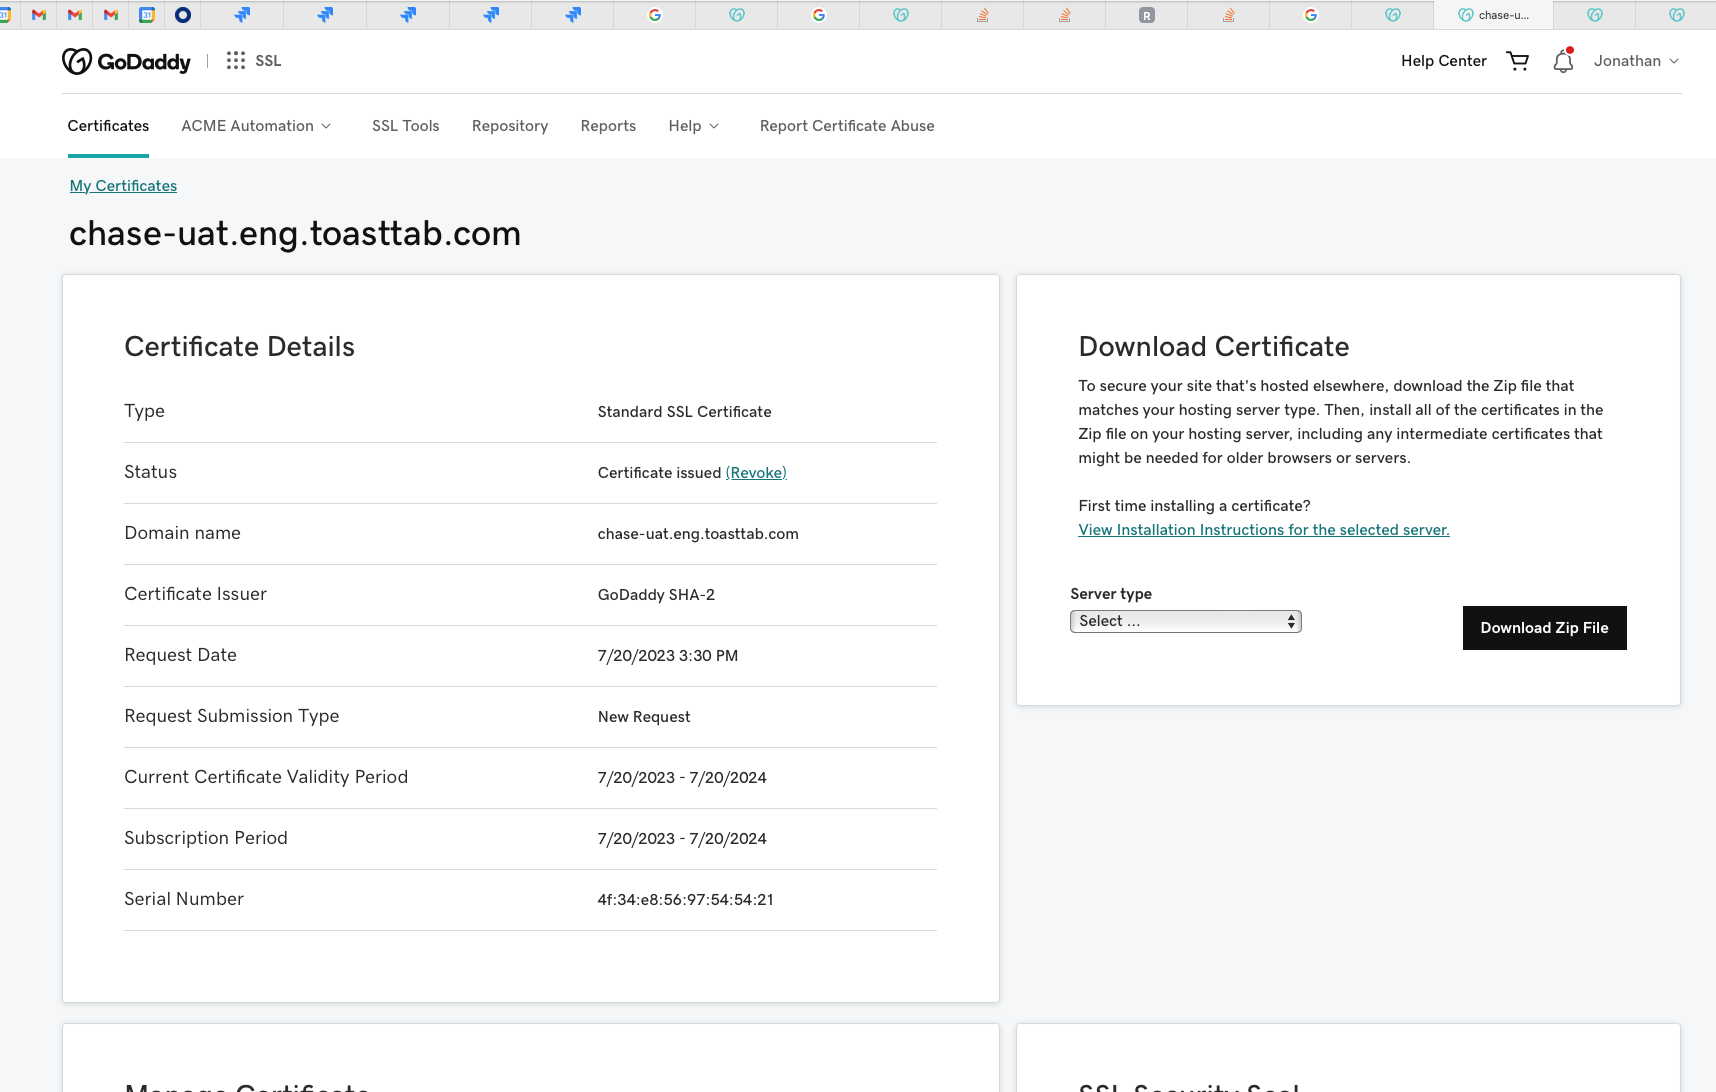 chase-u...
GoDaddy
SSL
Help Center
Jonathan
Certificates
ACME Automation
SSL Tools
Repository
Reports
Help
Report Certificate Abuse
My Certificates
chase-uat.eng.toasttab.com
Certificate Details
Type
Standard SSL Certificate
Status
Certificate issued (Revoke)
Domain name
chase-uat.eng.toasttab.com
Certificate Issuer
GoDaddy SHA-2
Request Date
7/20/2023 3:30 PM
Request Submission Type
New Request
Current Certificate Validity Period
7/20/2023 - 7/20/2024
Subscription Period
7/20/2023 - 7/20/2024
Serial Number
4f:34:e8:56:97:54:54:21
Download Certificate
To secure your site that's hosted elsewhere, download the Zip file that
matches your hosting server type. Then, install all of the certificates in the
Zip file on your hosting server, including any intermediate certificates that
might be needed for older browsers or servers.
First time installing a certificate?
View Installation Instructions for the selected server.
Server type
Select ...
Download Zip File
Manage Certificate
SSL Security Seal